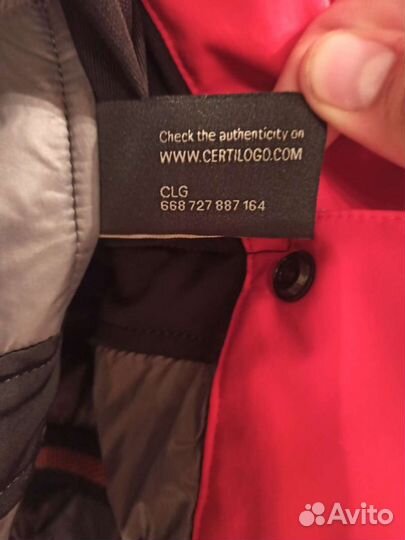 Check the authenticity on
WWW.CERTILOGO.COM
CLG
668 727 887 164
Avito